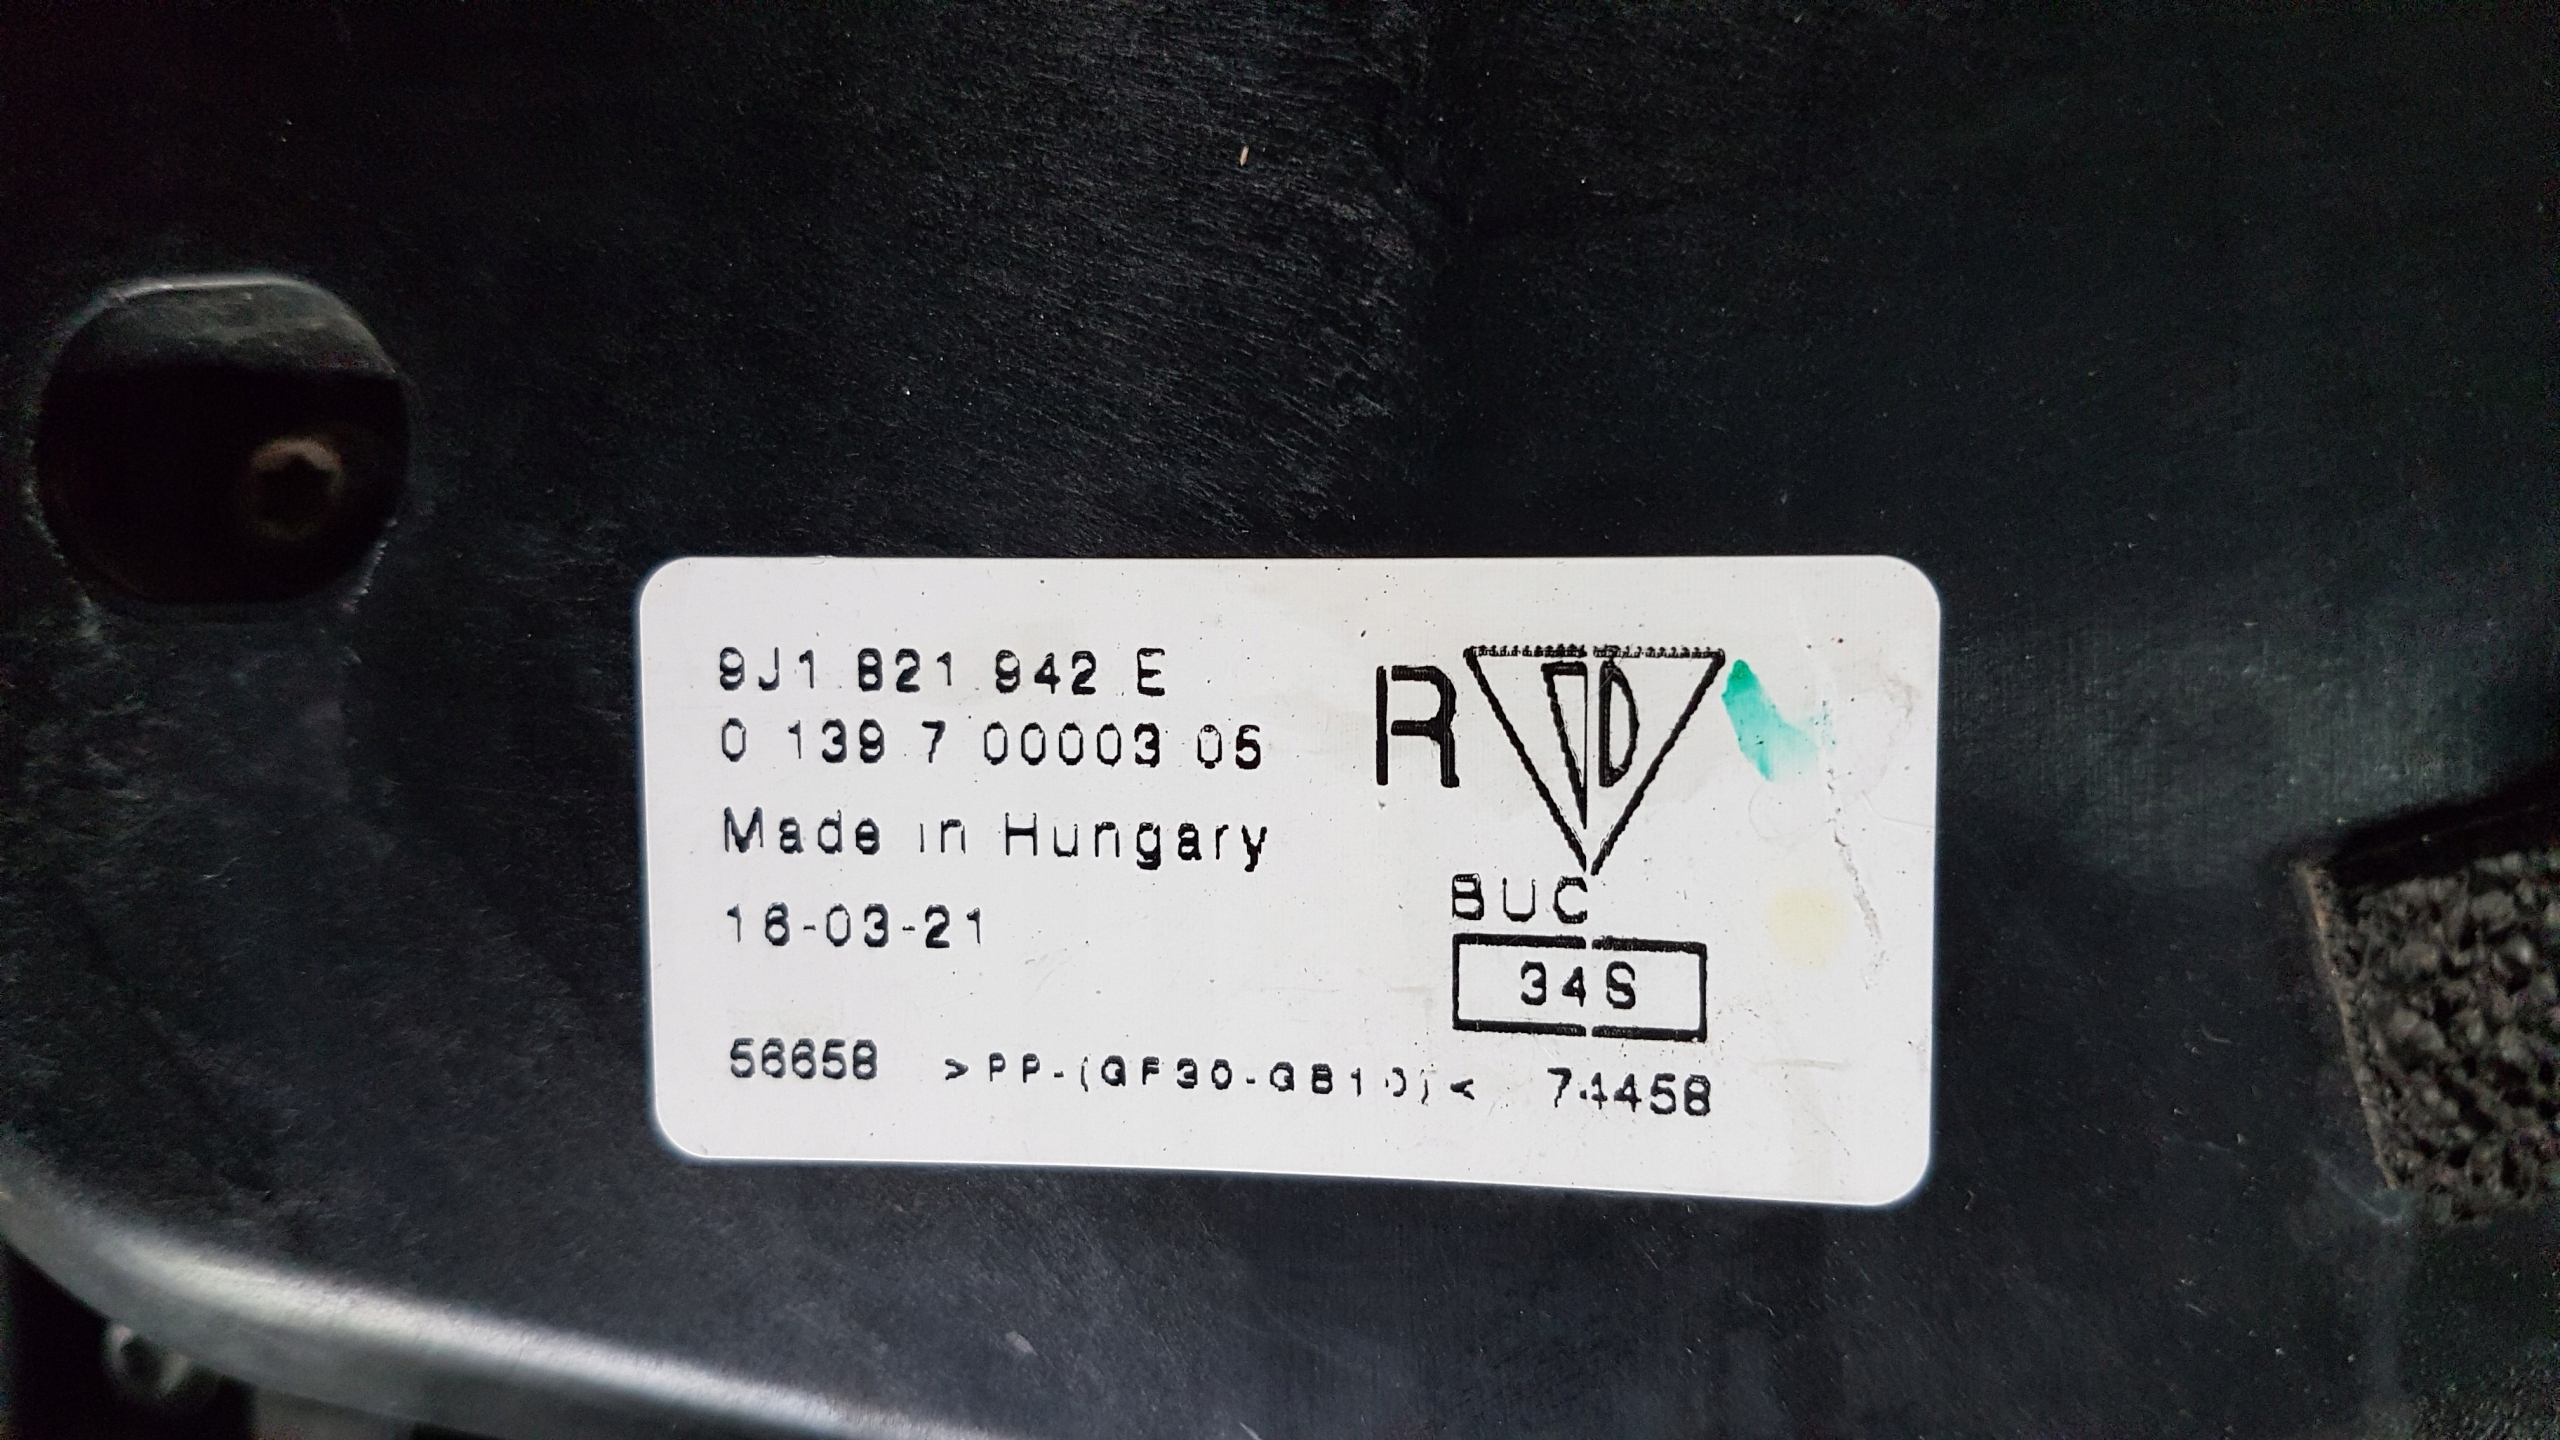 9J1 821 942 E
0 139 7 00003 05
Made in Hungary
16-03-21
R
BUC
34S
56658 >PP-(GF30-GB10)< 74458